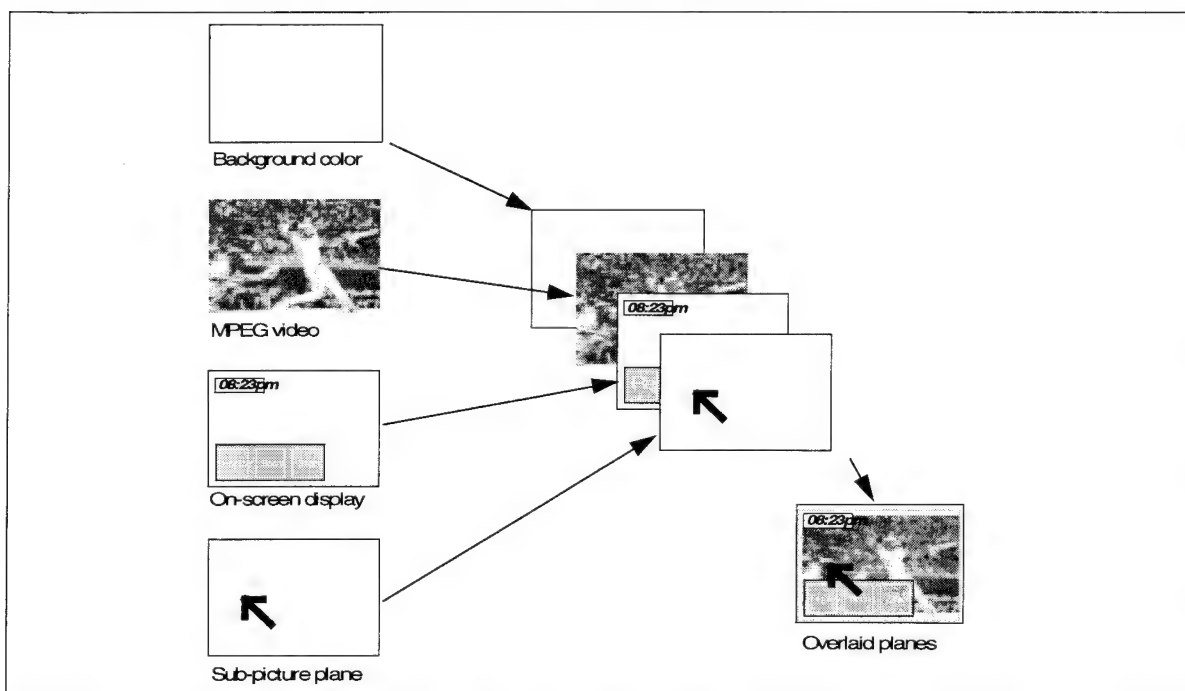 Background color
MPEG video
08:23pm
On-screen display
Sub-picture plane
08:23pm
08:23pm
Overlaid planes